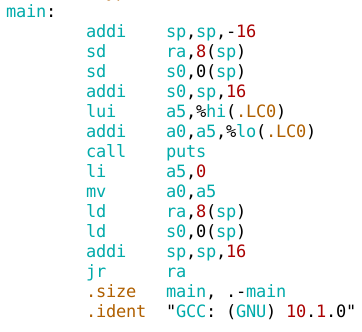 main:
addi sp,sp,-16
sd ra,8(sp)
sd s0,0(sp)
addi s0,sp,16
lui a5,%hi(.LC0)
addi a0,a5,%lo(.LC0)
call puts
li a5,0
mv a0,a5
ld ra,8(sp)
ld s0,0(sp)
addi sp,sp,16
jr ra
.size main, .-main
.ident "GCC: (GNU) 10.1.0"